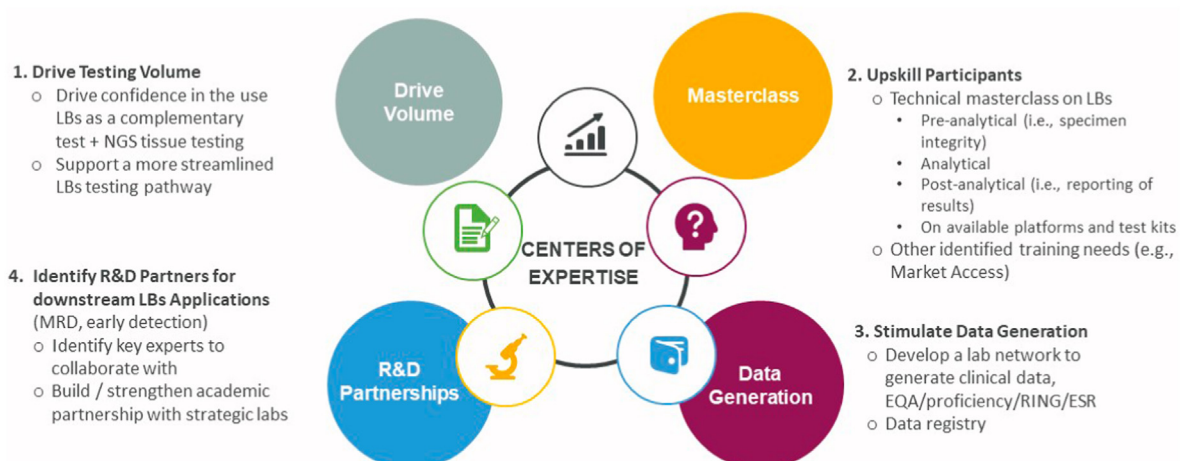 1. Drive Testing Volume
o Drive confidence in the use
LBs as a complementary
test + NGS tissue testing
o Support a more streamlined
LBs testing pathway
Drive
Volume
Masterclass
2. Upskill Participants
o Technical masterclass on LBs
• Pre-analytical (i.e., specimen
integrity)
• Analytical
• Post-analytical (i.e., reporting of
results)
• On available platforms and test kits
o Other identified training needs (e.g.,
Market Access)
CENTERS OF
EXPERTISE
4. Identify R&D Partners for
downstream LBs Applications
(MRD, early detection)
o Identify key experts to
collaborate with
o Build / strengthen academic
partnership with strategic labs
R&D
Partnerships
Data
Generation
3. Stimulate Data Generation
o Develop a lab network to
generate clinical data,
EQA/proficiency/RING/ESR
o Data registry